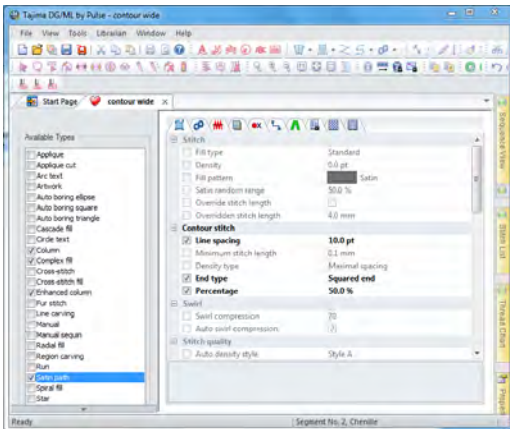 Tajima DG/ML by Pulse - contour wide
File View Tools Librarian Window Help
Start Page contour wide
Available Types
Applique
Applique cut
Arc text
Artwork
Auto boring elipse
Auto boring square
Auto boring triangle
Cascade fill
Circle text
Column
Complex fill
Cross-stitch
Cross-stitch fill
Enhanced column
Fur stitch
Line carving
Manual
Manual sequin
Radial fill
Region carving
Run
Satin path
Spiral fill
Star
Stitch
Fill type Standard
Density 0.0 pt
Fill pattern Satin
Satin random range 50.0 %
Override stitch length
Overridden stitch length 4.0 mm
Contour stitch
Line spacing 10.0 pt
Minimum stitch length 0.1 mm
Density type Maximal spacing
End type Squared end
Percentage 50.0 %
Swirl
Swirl compression 70
Auto swirl compression
Stitch quality
Auto density style Style A
Sequence View
Thread Chart
Ready Segment No. 2, Chenille